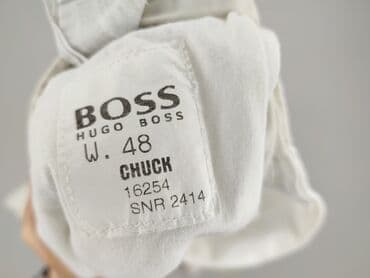 BOSS
HUGO BOSS
W. 48
CHUCK
16254
SNR 2414